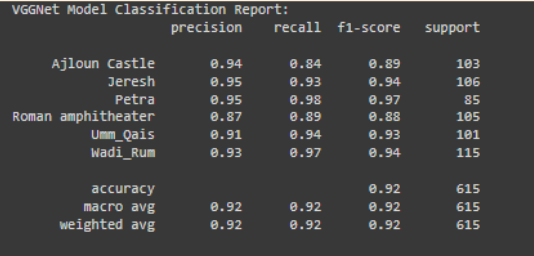 VGGNet Model Classification Report:
precision recall f1-score support
Ajloun Castle 0.94 0.84 0.89 103
Jeresh 0.95 0.93 0.94 106
Petra 0.95 0.98 0.97 85
Roman amphitheater 0.87 0.89 0.88 105
Umm_Qais 0.91 0.94 0.93 101
Wadi_Rum 0.93 0.97 0.94 115
accuracy 0.92 615
macro avg 0.92 0.92 0.92 615
weighted avg 0.92 0.92 0.92 615